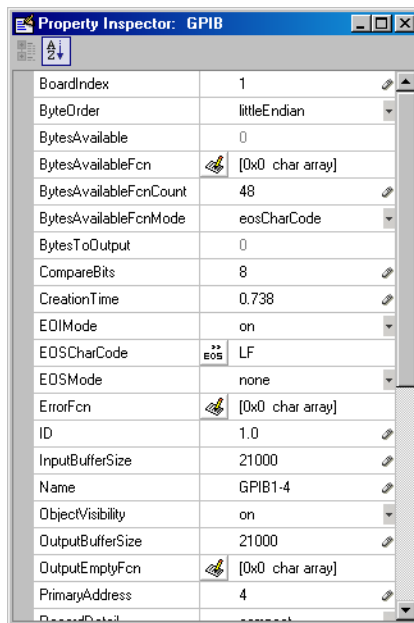 Property Inspector: GPIB
A
Z
BoardIndex 1
ByteOrder littleEndian
BytesAvailable 0
BytesAvailableFcn [0x0 char array]
BytesAvailableFcnCount 48
BytesAvailableFcnMode eosCharCode
BytesToOutput 0
CompareBits 8
CreationTime 0.738
EOIMode on
EOSCharCode EOS LF
EOSMode none
ErrorFcn [0x0 char array]
ID 1.0
InputBufferSize 21000
Name GPIB1-4
ObjectVisibility on
OutputBufferSize 21000
OutputEmptyFcn [0x0 char array]
PrimaryAddress 4